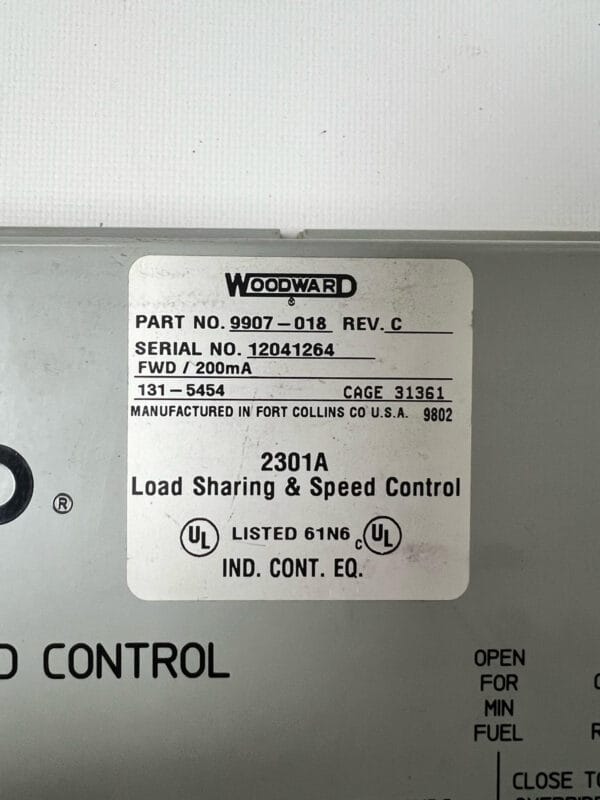 WOODWARD
®
PART NO. 9907-018 REV. C
SERIAL NO. 12041264
FWD / 200mA
131-5454 CAGE 31361
MANUFACTURED IN FORT COLLINS CO U.S.A. 9802
2301A
Load Sharing & Speed Control
UL LISTED 61N6 c UL
IND. CONT. EQ.
®
D CONTROL
OPEN
FOR
MIN
FUEL
CLOSE TO